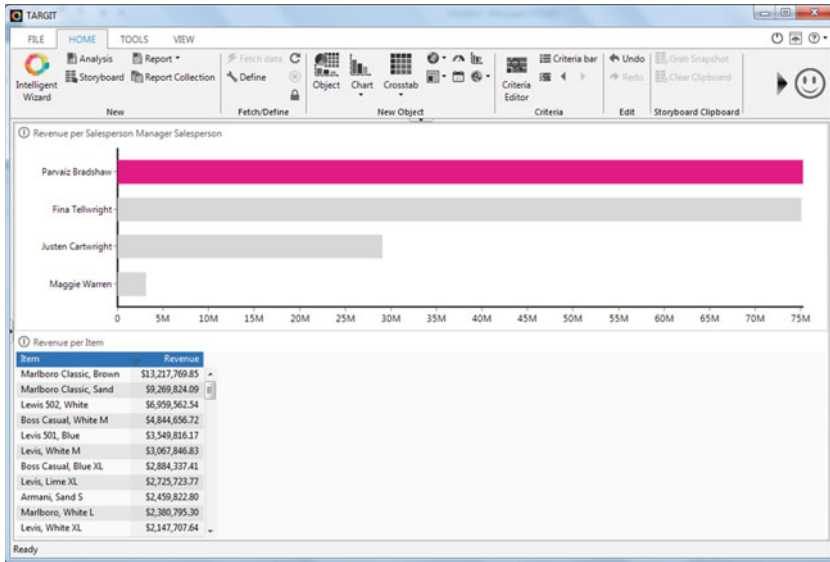 TARGIT
FILE HOME TOOLS VIEW
Intelligent Wizard
Analysis
Storyboard
Report
Report Collection
New
Fetch data
Define
Fetch/Define
Object
Chart
Crosstab
New Object
Criteria Editor
Criteria bar
Criteria
Undo
Redo
Edit
Grab Snapshot
Clear Clipboard
Storyboard Clipboard
Revenue per Salesperson Manager Salesperson
Parvaiz Bradshaw
Fina Tellwright
Justen Cartwright
Maggie Warren
0 5M 10M 15M 20M 25M 30M 35M 40M 45M 50M 55M 60M 65M 70M 75M
Revenue per Item
Item Revenue
Marlboro Classic, Brown $13,217,769.85
Marlboro Classic, Sand $9,269,824.09
Lewis 502, White $6,959,562.54
Boss Casual, White M $4,844,656.72
Levis 501, Blue $3,549,816.17
Levis, White M $3,067,846.83
Boss Casual, Blue XL $2,884,337.41
Levis, Lime XL $2,725,723.77
Armani, Sand S $2,459,822.80
Marlboro, White L $2,380,795.30
Levis, White XL $2,147,707.64
Ready